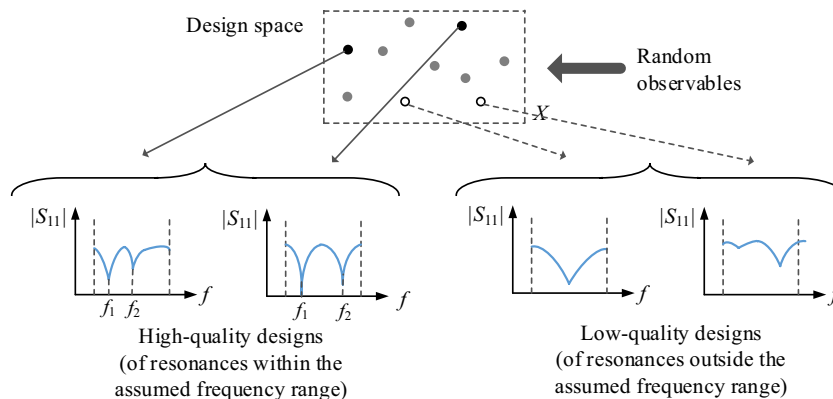 Design space
Random
observables
X
|S11|
f1
f2
f
|S11|
f1
f2
f
|S11|
f
|S11|
f
High-quality designs
(of resonances within the
assumed frequency range)
Low-quality designs
(of resonances outside the
assumed frequency range)